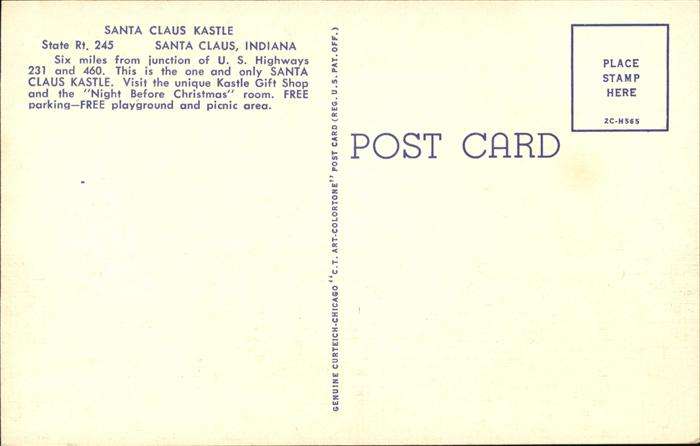 SANTA CLAUS KASTLE
State Rt. 245 SANTA CLAUS, INDIANA
Six miles from junction of U. S. Highways
231 and 460. This is the one and only SANTA
CLAUS KASTLE. Visit the unique Kastle Gift Shop
and the "Night Before Christmas" room. FREE
parking—FREE playground and picnic area.
GENUINE CURTEICH-CHICAGO "C.T. ART-COLORTONE" POST CARD (REG. U.S. PAT. OFF.)
POST CARD
PLACE
STAMP
HERE
2C-H565